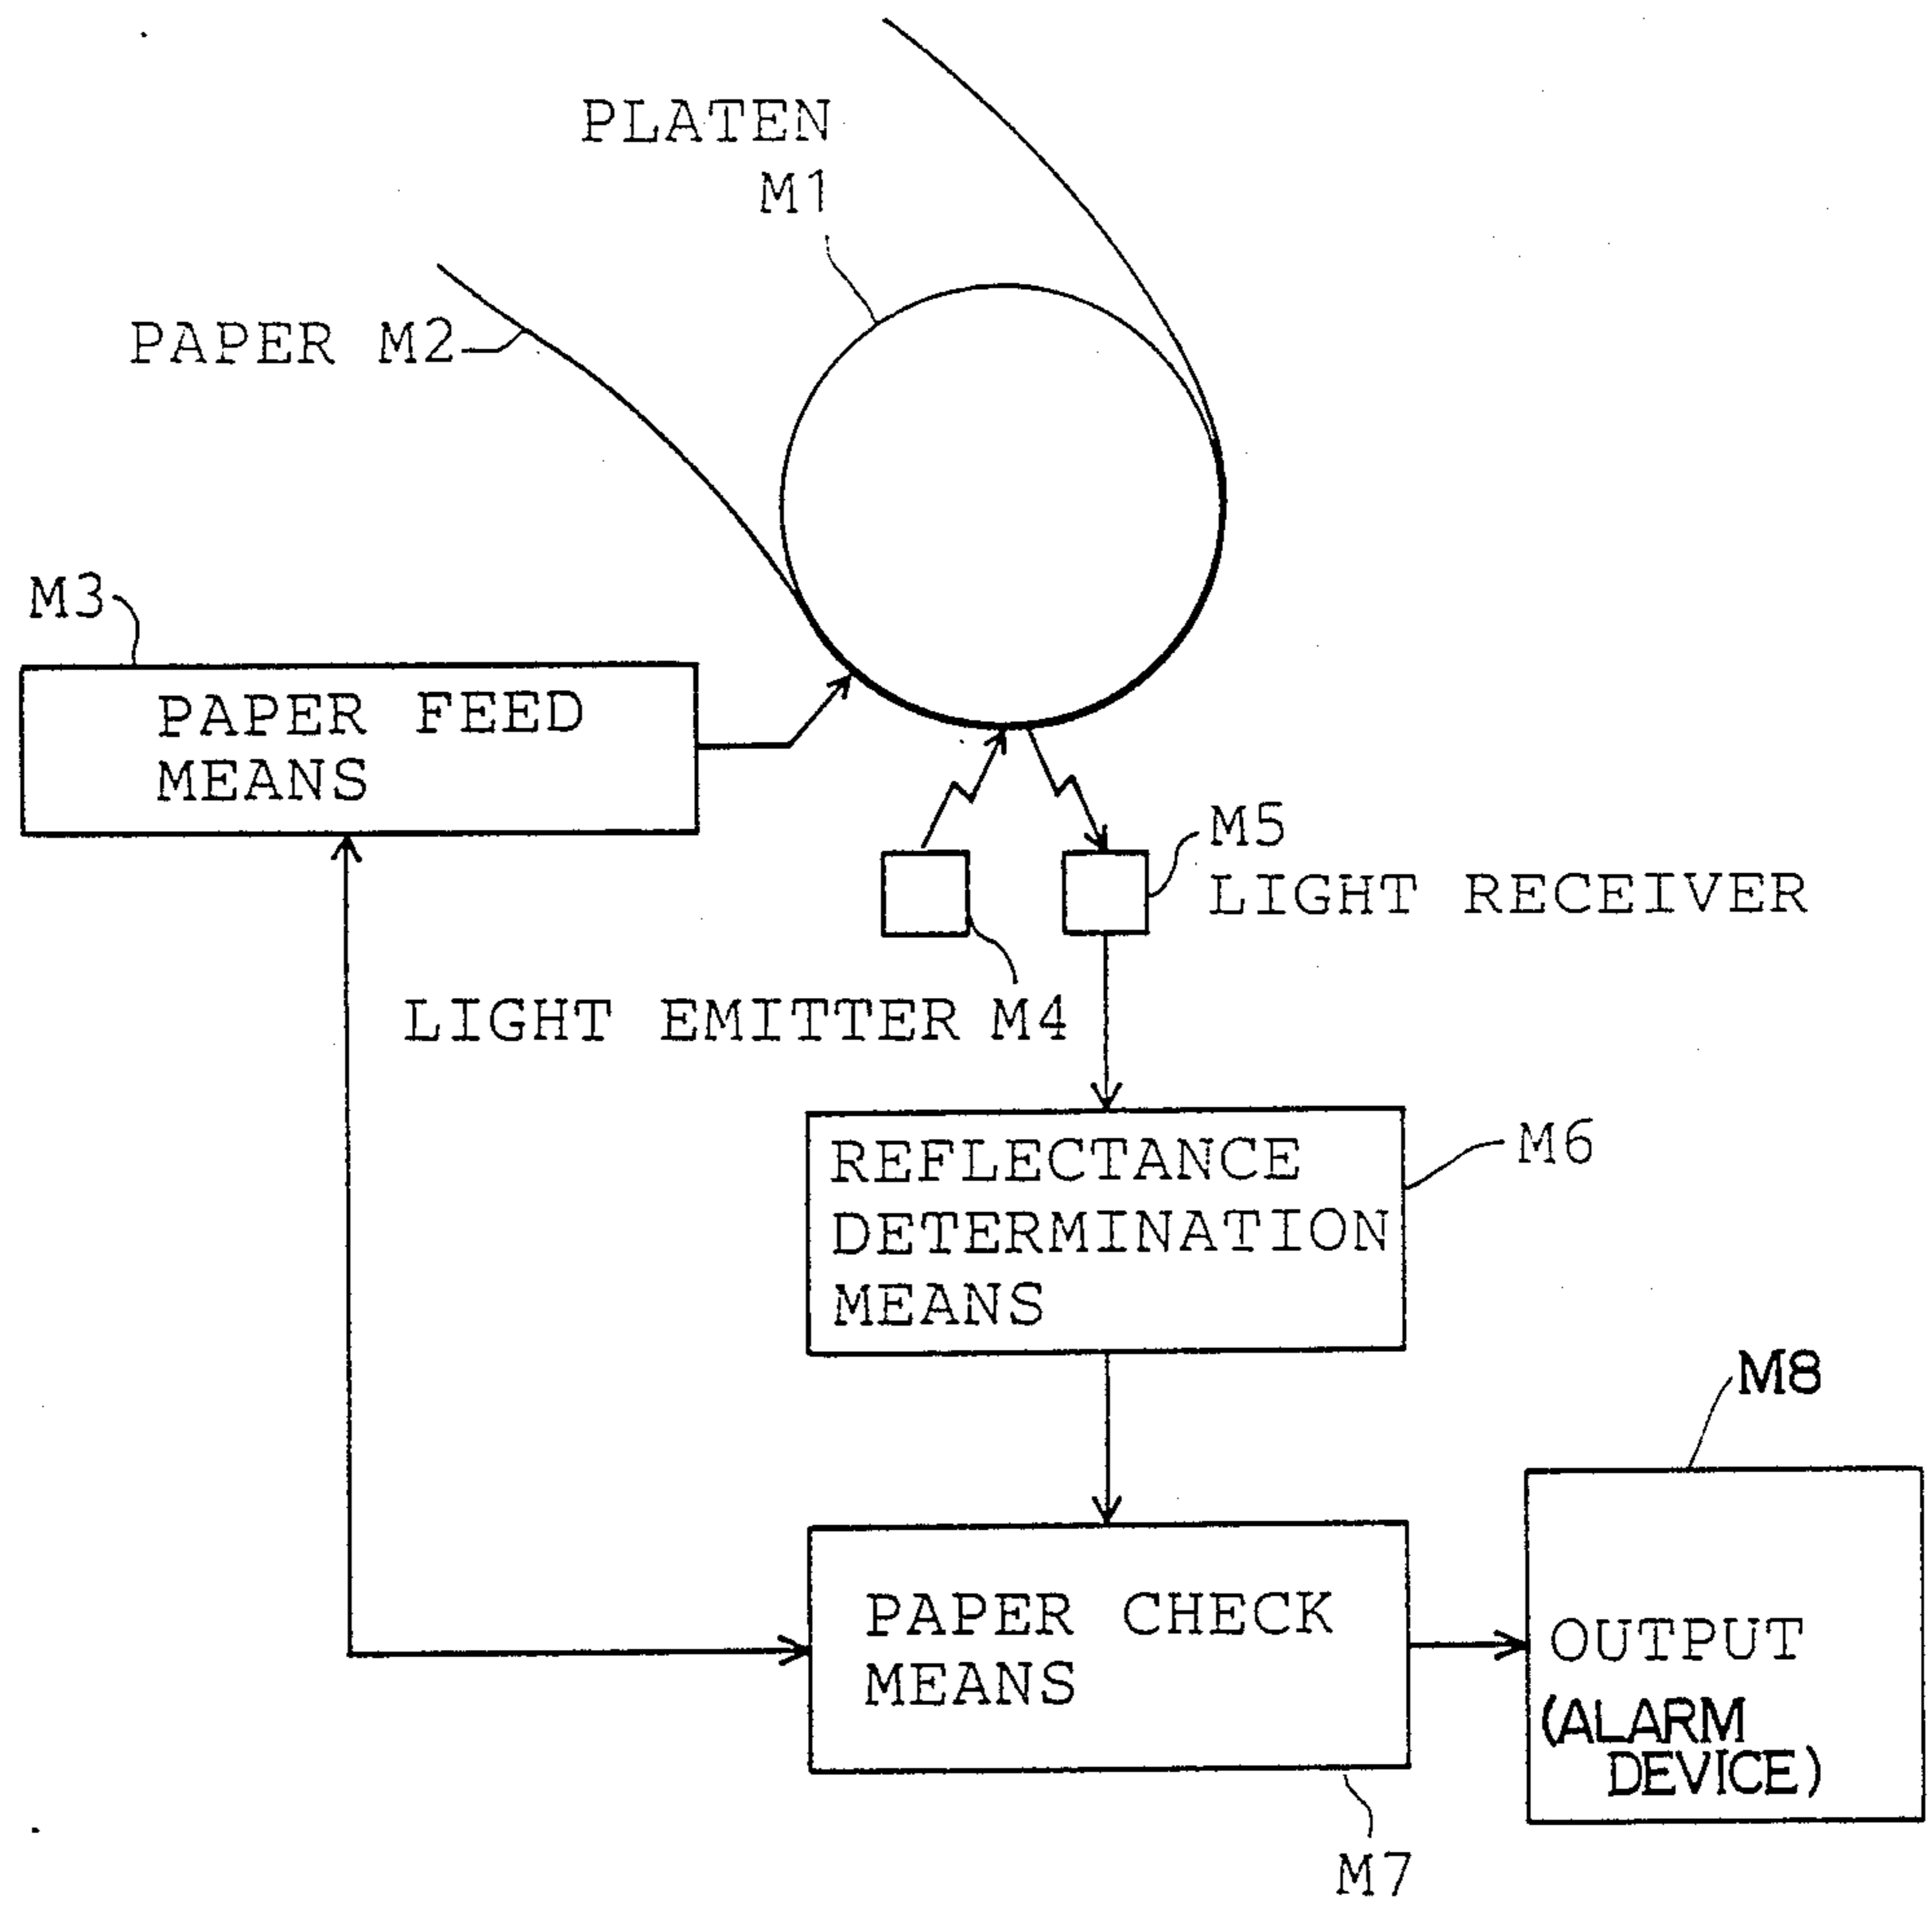 PLATEN
M1
PAPER M2
M3
PAPER FEED
MEANS
M5
LIGHT RECEIVER
LIGHT EMITTER M4
REFLECTANCE
DETERMINATION
MEANS
M6
M8
PAPER CHECK
MEANS
OUTPUT
(ALARM
DEVICE)
M7